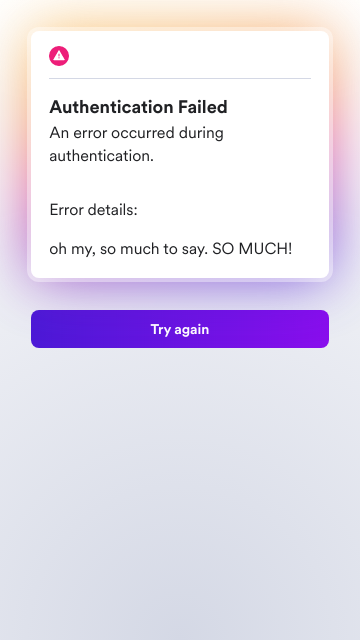 Authentication Failed
An error occurred during
authentication.
Error details:
oh my, so much to say. SO MUCH!
Try again